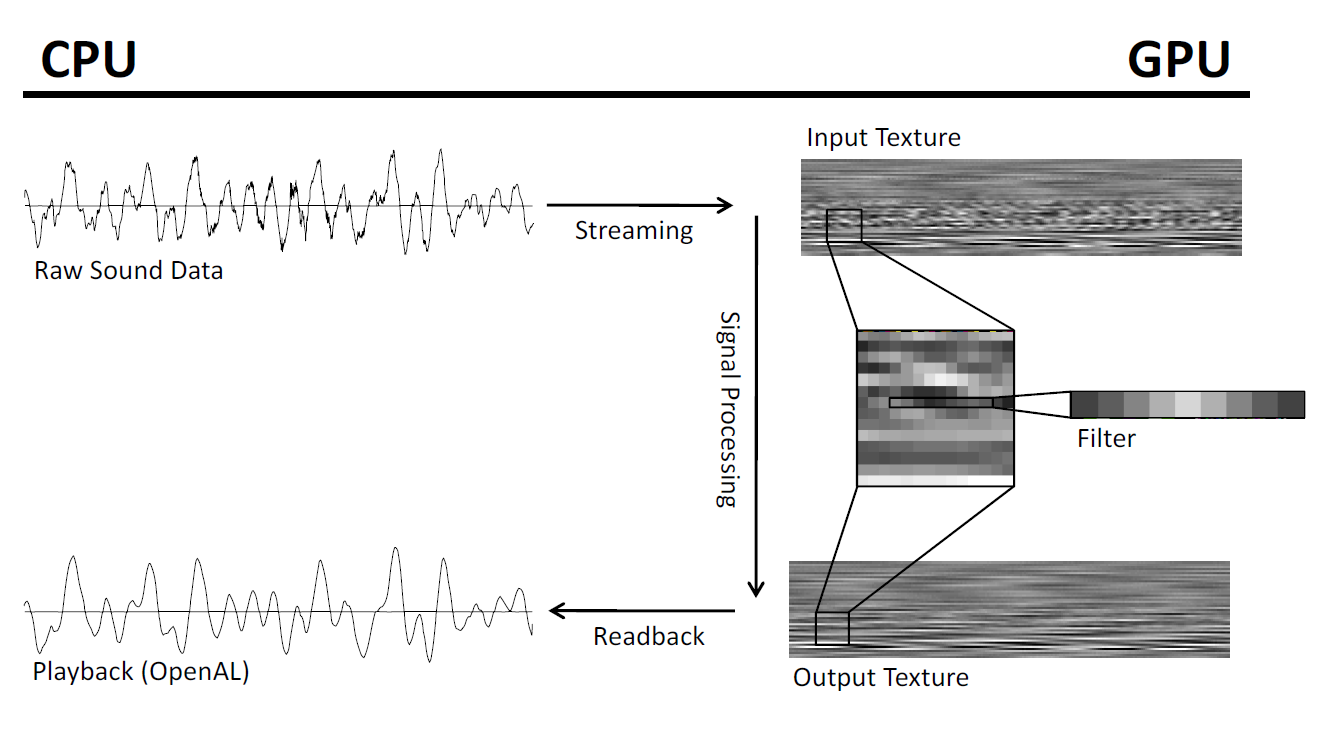 CPU
GPU
Input Texture
Streaming
Raw Sound Data
Signal Processing
Filter
Readback
Playback (OpenAL)
Output Texture